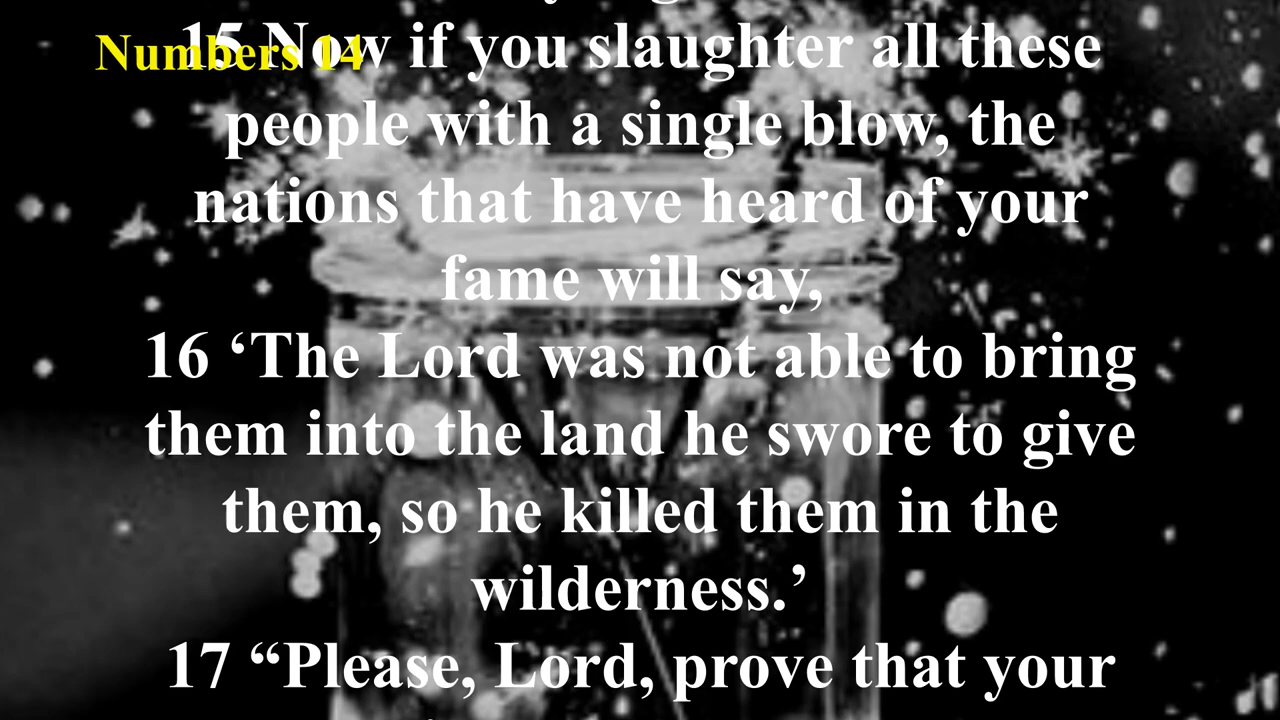 Numbers 14
15 Now if you slaughter all these
people with a single blow, the
nations that have heard of your
fame will say,
16 ‘The Lord was not able to bring
them into the land he swore to give
them, so he killed them in the
wilderness.’
17 “Please, Lord, prove that your